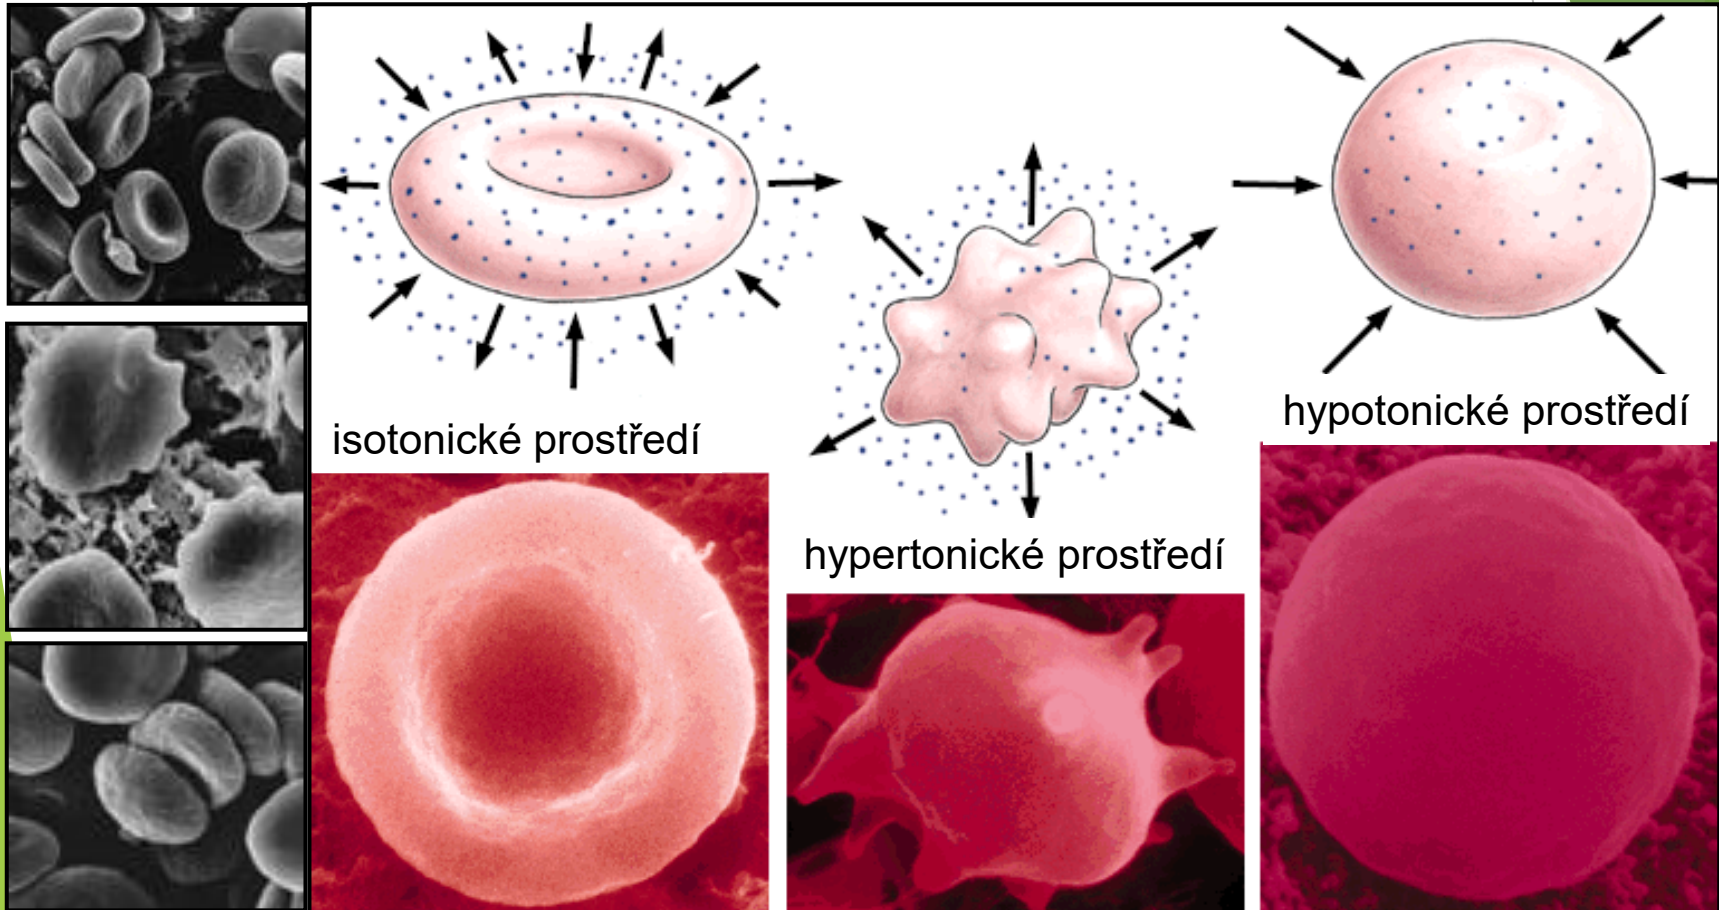 isotonické prostředí
hypertonické prostředí
hypotonické prostředí